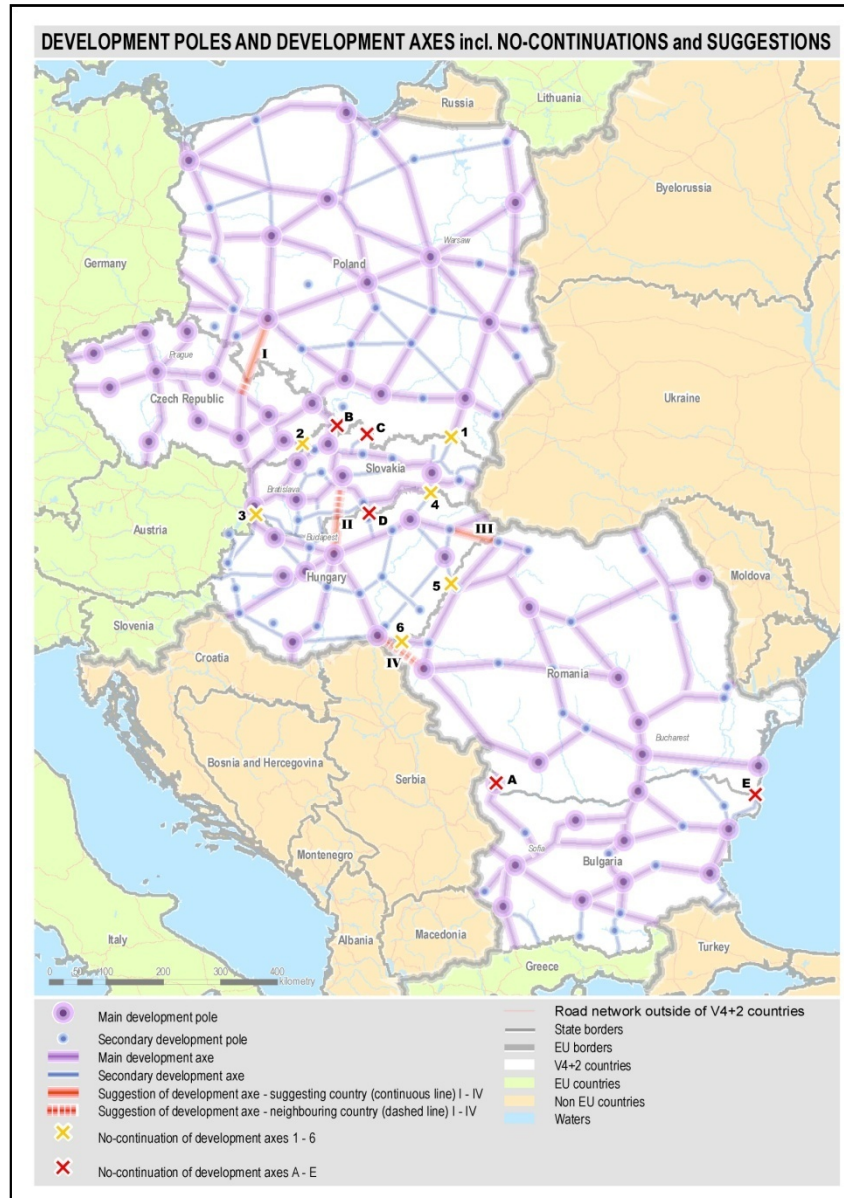 DEVELOPMENT POLES AND DEVELOPMENT AXES incl. NO-CONTINUATIONS and SUGGESTIONS
Russia
Lithuania
Byelorussia
Germany
Poland
Warsaw
I
Prague
Czech Republic
B
C
1
2
Ukraine
Slovakia
Bratislava
4
3
Austria
II
D
III
Budapest
Hungary
5
Moldova
Slovenia
6
IV
Croatia
Romania
Bosnia and Hercegovina
Serbia
Bucharest
A
E
Montenegro
Sofia
Bulgaria
Italy
Albania
Macedonia
Greece
Turkey
0 50 100 200 300 400
kilometry
Main development pole
Secondary development pole
Main development axe
Secondary development axe
Suggestion of development axe - suggesting country (continuous line) I - IV
Suggestion of development axe - neighbouring country (dashed line) I - IV
No-continuation of development axes 1 - 6
No-continuation of development axes A - E
Road network outside of V4+2 countries
State borders
EU borders
V4+2 countries
EU countries
Non EU countries
Waters